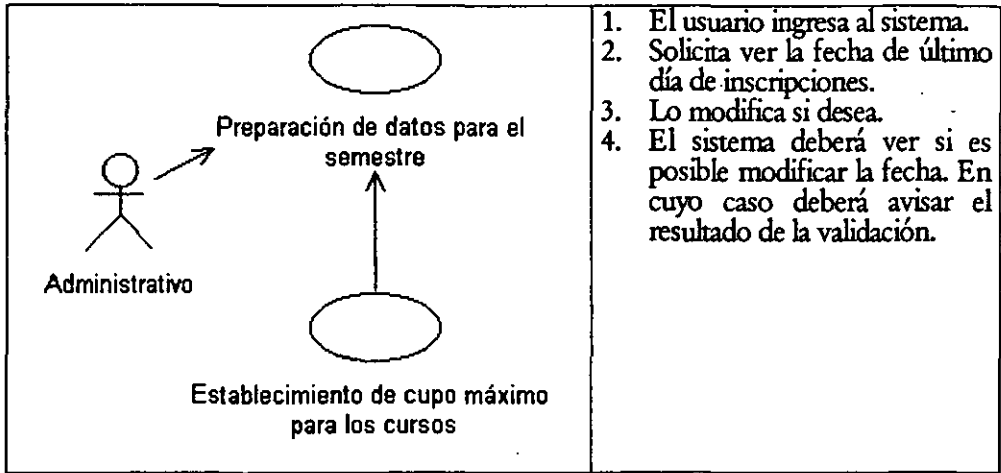 Preparación de datos para el
semestre
Administrativo
Establecimiento de cupo máximo
para los cursos
1. El usuario ingresa al sistema.
2. Solicita ver la fecha de último
día de inscripciones.
3. Lo modifica si desea.
4. El sistema deberá ver si es
posible modificar la fecha. En
cuyo caso deberá avisar el
resultado de la validación.